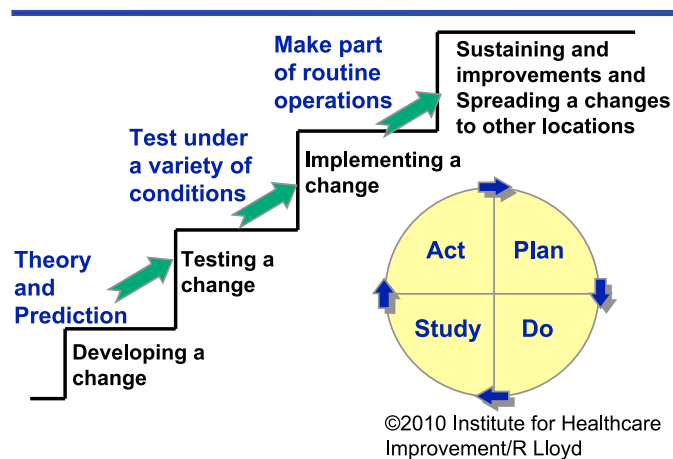 Make part
of routine
operations
Sustaining and
improvements and
Spreading a changes
to other locations
Test under
a variety of
conditions
Implementing a
change
Theory
and
Prediction
Testing a
change
Developing a
change
Act
Plan
Study
Do
©2010 Institute for Healthcare
Improvement/R Lloyd